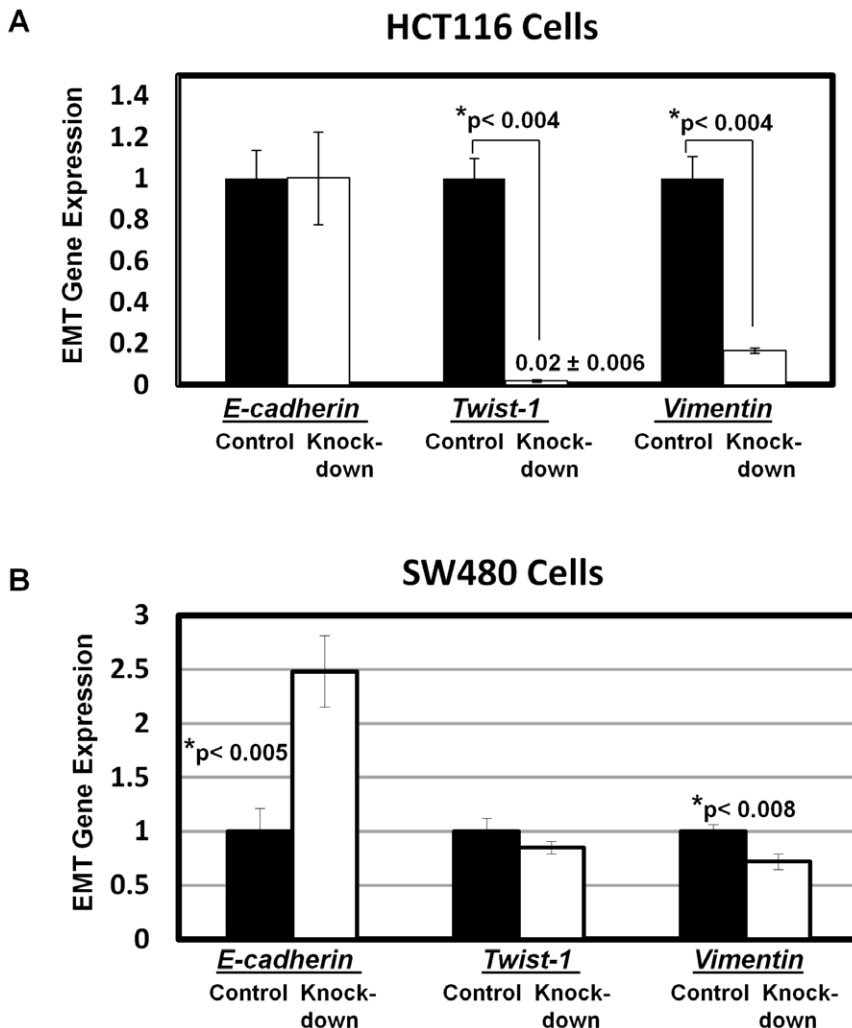 A
HCT116 Cells
EMT Gene Expression
1.4
1.2
1
0.8
0.6
0.4
0.2
0
*p< 0.004
*p< 0.004
0.02 ± 0.006
E-cadherin Twist-1 Vimentin
Control Knock-down Control Knock-down Control Knock-down
B
SW480 Cells
EMT Gene Expression
3
2.5
2
1.5
1
0.5
0
*p< 0.005
*p< 0.008
E-cadherin Twist-1 Vimentin
Control Knock-down Control Knock-down Control Knock-down